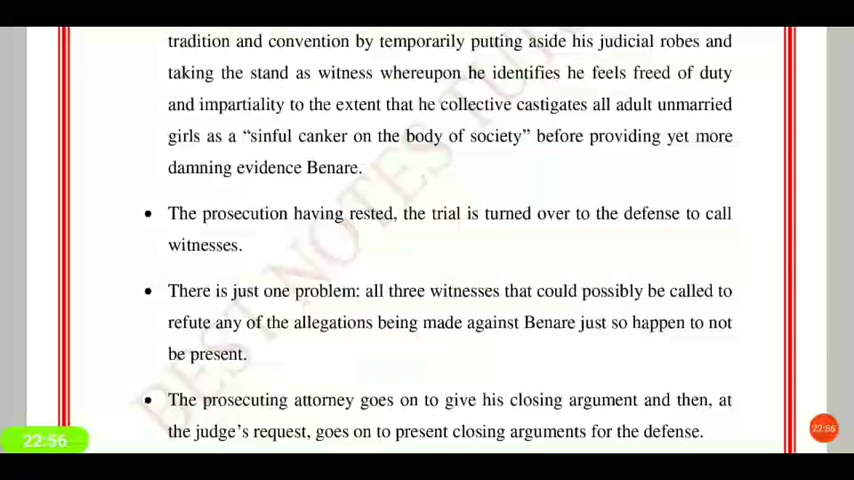 tradition and convention by temporarily putting aside his judicial robes and
taking the stand as witness whereupon he identifies he feels freed of duty
and impartiality to the extent that he collective castigates all adult unmarried
girls as a “sinful canker on the body of society” before providing yet more
damning evidence Benare.
• The prosecution having rested, the trial is turned over to the defense to call
witnesses.
• There is just one problem: all three witnesses that could possibly be called to
refute any of the allegations being made against Benare just so happen to not
be present.
• The prosecuting attorney goes on to give his closing argument and then, at
the judge’s request, goes on to present closing arguments for the defense.
BEST NOTES
22:56
22:56